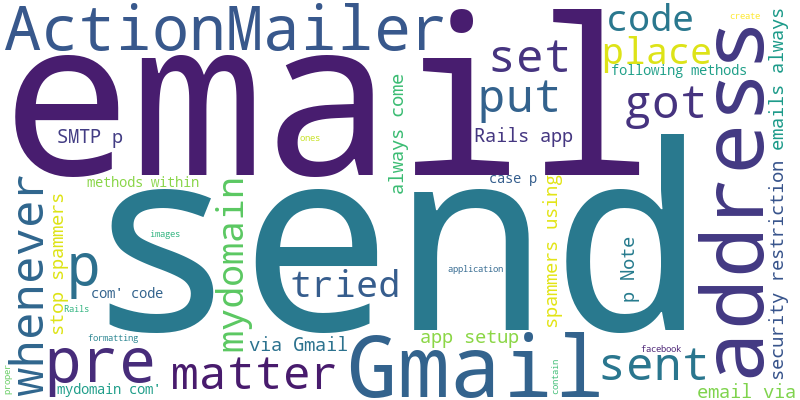 ActionMailer
email
send
code
create
set
place
following methods
put
got
address
emails always
SMTP p
ones
always come
Rails app
methods within
case p
whenever
stop spammers
mydomain
images
spammers using
security restriction
p
tried
application
p Note
com' code
Rails
formatting
via Gmail
app setup
Gmail
facebook
pre
matter
sent
proper
mydomain com'
contain
email via